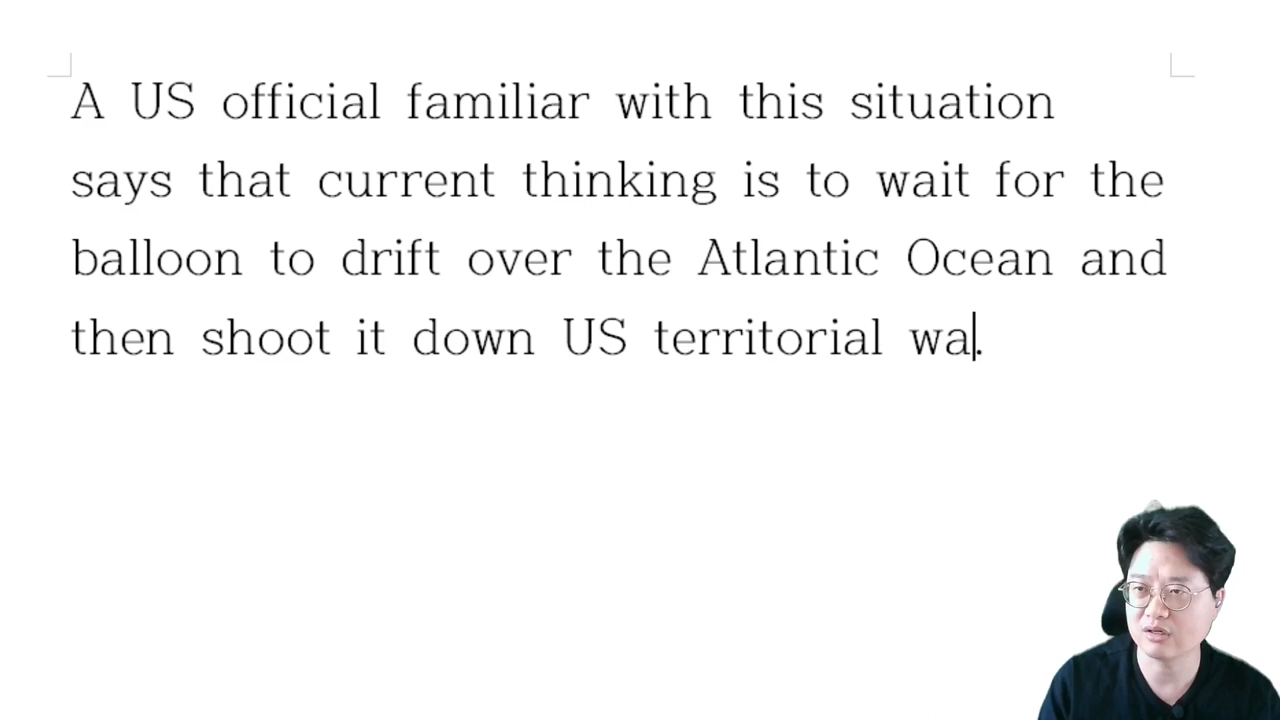 A US official familiar with this situation
says that current thinking is to wait for the
balloon to drift over the Atlantic Ocean and
then shoot it down US territorial wa.